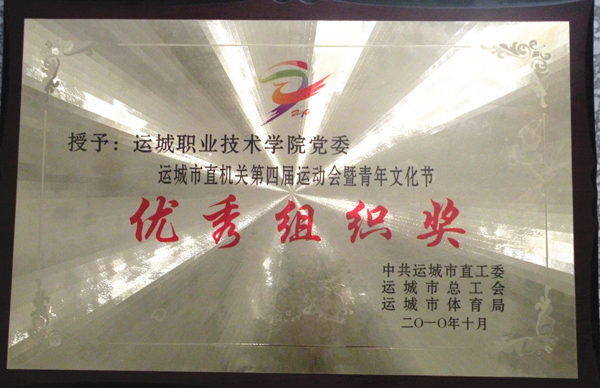 授予：运城职业技术学院党委
运城市直机关第四届运动会暨青年文化节
优秀组织奖
中共运城市直工委
运城市总工会
运城市体育局
二〇一〇年十月